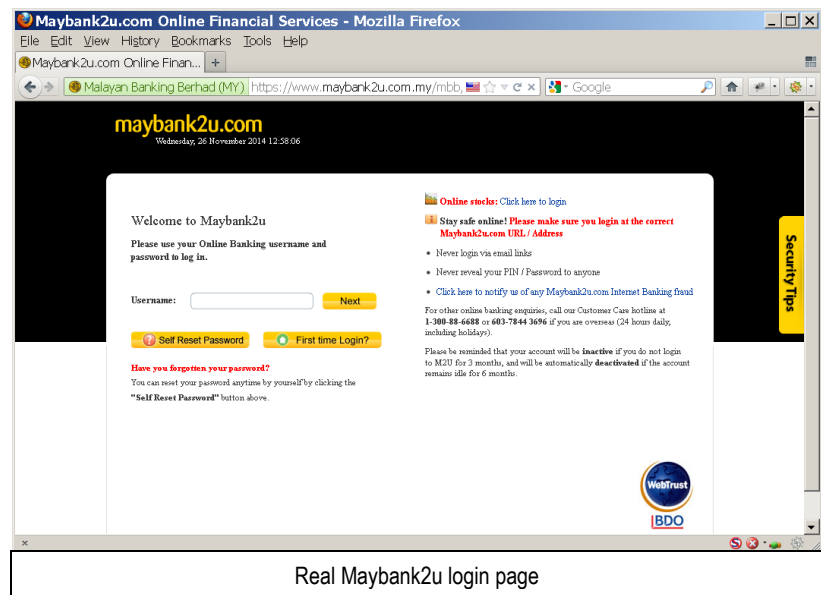 Maybank2u.com Online Financial Services - Mozilla Firefox
File Edit View History Bookmarks Tools Help
Maybank2u.com Online Finan... +
Malayan Banking Berhad (MY) https://www.maybank2u.com.my/mbb, Google
maybank2u.com
Wednesday, 26 November 2014 12:58:06
Welcome to Maybank2u
Please use your Online Banking username and
password to log in.
Username: Next
Self Reset Password First time Login?
Have you forgotten your password?
You can reset your password anytime by yourself by clicking the
"Self Reset Password" button above.
Online stocks: Click here to login
Stay safe online! Please make sure you login at the correct
Maybank2u.com URL / Address
• Never login via email links
• Never reveal your PIN / Password to anyone
• Click here to notify us of any Maybank2u.com Internet Banking fraud
For other online banking enquiries, call our Customer Care hotline at
1-300-88-6688 or 603-7844 3696 if you are overseas (24 hours daily,
including holidays).
Please be reminded that your account will be inactive if you do not login
to M2U for 3 months, and will be automatically deactivated if the account
remains idle for 6 months.
Security Tips
WebTrust
BDO
Real Maybank2u login page